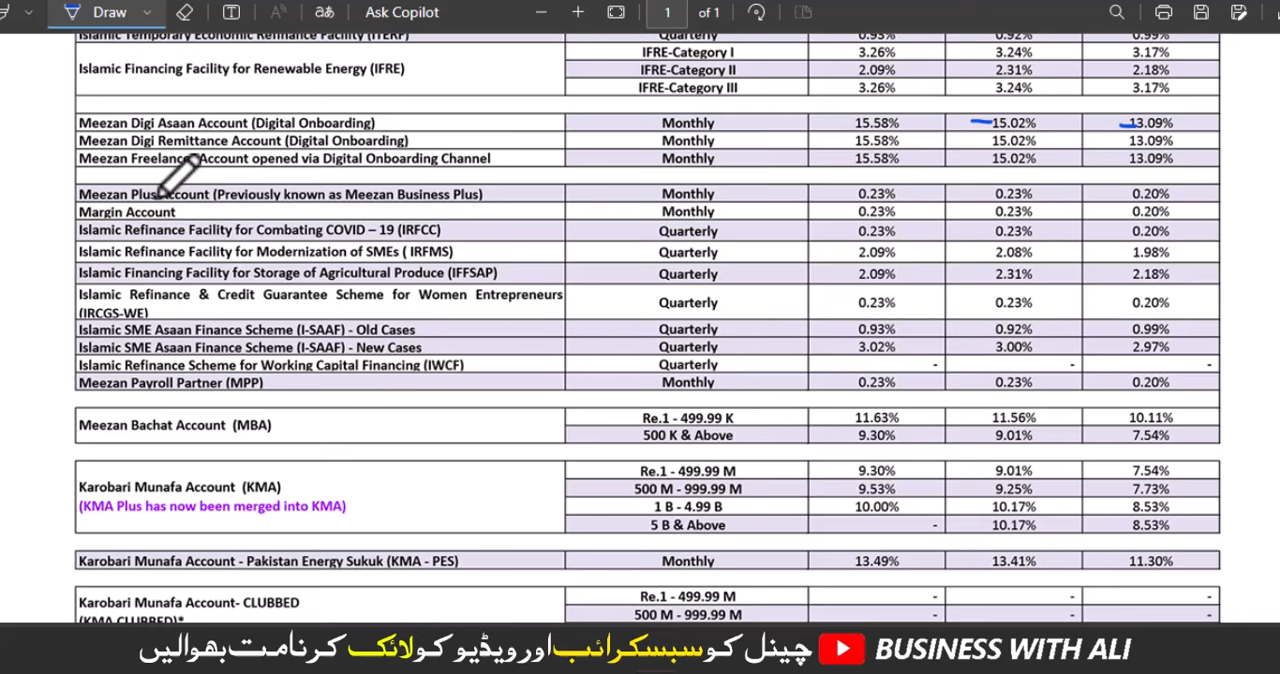 Draw
T
aあ
Ask Copilot
1 of 1
Islamic Temporary Economic Refinance Facility (ITERF) Quarterly 0.93% 0.92% 0.99%
Islamic Financing Facility for Renewable Energy (IFRE) IFRE-Category I 3.26% 3.24% 3.17%
IFRE-Category II 2.09% 2.31% 2.18%
IFRE-Category III 3.26% 3.24% 3.17%
Meezan Digi Asaan Account (Digital Onboarding) Monthly 15.58% 15.02% 13.09%
Meezan Digi Remittance Account (Digital Onboarding) Monthly 15.58% 15.02% 13.09%
Meezan Freelance Account opened via Digital Onboarding Channel Monthly 15.58% 15.02% 13.09%
Meezan Plus Account (Previously known as Meezan Business Plus) Monthly 0.23% 0.23% 0.20%
Margin Account Monthly 0.23% 0.23% 0.20%
Islamic Refinance Facility for Combating COVID – 19 (IRFCC) Quarterly 0.23% 0.23% 0.20%
Islamic Refinance Facility for Modernization of SMEs ( IRFMS) Quarterly 2.09% 2.08% 1.98%
Islamic Financing Facility for Storage of Agricultural Produce (IFFSAP) Quarterly 2.09% 2.31% 2.18%
Islamic Refinance & Credit Guarantee Scheme for Women Entrepreneurs
(IRCGS-WE) Quarterly 0.23% 0.23% 0.20%
Islamic SME Asaan Finance Scheme (I-SAAF) - Old Cases Quarterly 0.93% 0.92% 0.99%
Islamic SME Asaan Finance Scheme (I-SAAF) - New Cases Quarterly 3.02% 3.00% 2.97%
Islamic Refinance Scheme for Working Capital Financing (IWCF) Quarterly - - -
Meezan Payroll Partner (MPP) Monthly 0.23% 0.23% 0.20%
Meezan Bachat Account (MBA) Re.1 - 499.99 K 11.63% 11.56% 10.11%
500 K & Above 9.30% 9.01% 7.54%
Karobari Munafa Account (KMA) Re.1 - 499.99 M 9.30% 9.01% 7.54%
(KMA Plus has now been merged into KMA) 500 M - 999.99 M 9.53% 9.25% 7.73%
1 B - 4.99 B 10.00% 10.17% 8.53%
5 B & Above - 10.17% 8.53%
Karobari Munafa Account - Pakistan Energy Sukuk (KMA - PES) Monthly 13.49% 13.41% 11.30%
Karobari Munafa Account- CLUBBED Re.1 - 499.99 M - - -
(KMA CLUBBED)* 500 M - 999.99 M - - -
چینل کو سبسکرائب اور ویڈیو کو لائک کرنا مت بھولیں BUSINESS WITH ALI